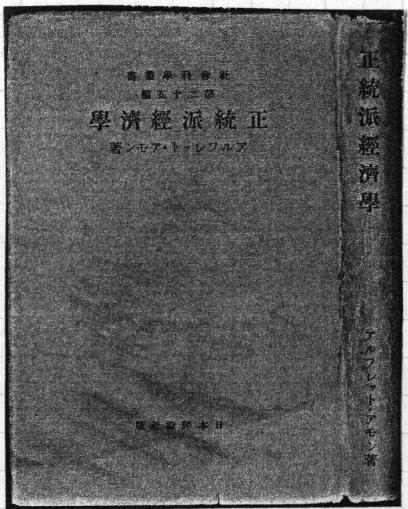 書叢學科會社
編五十二第
學濟經派統正
著ンモア・トッレフルア
版社論評本日
正統派經濟學
アルフレット・アモン著